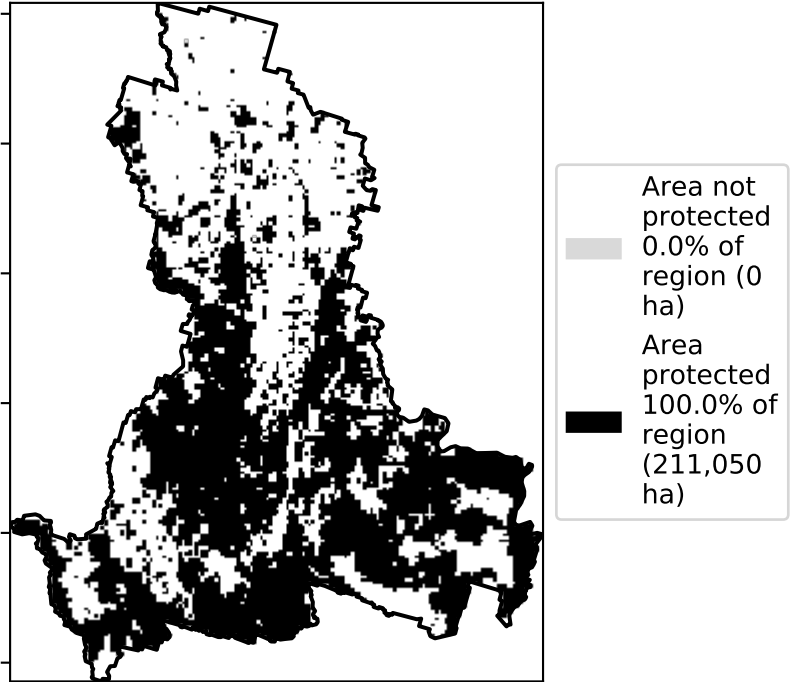 Area not
protected
0.0% of
region (0
ha)
Area
protected
100.0% of
region
(211,050
ha)